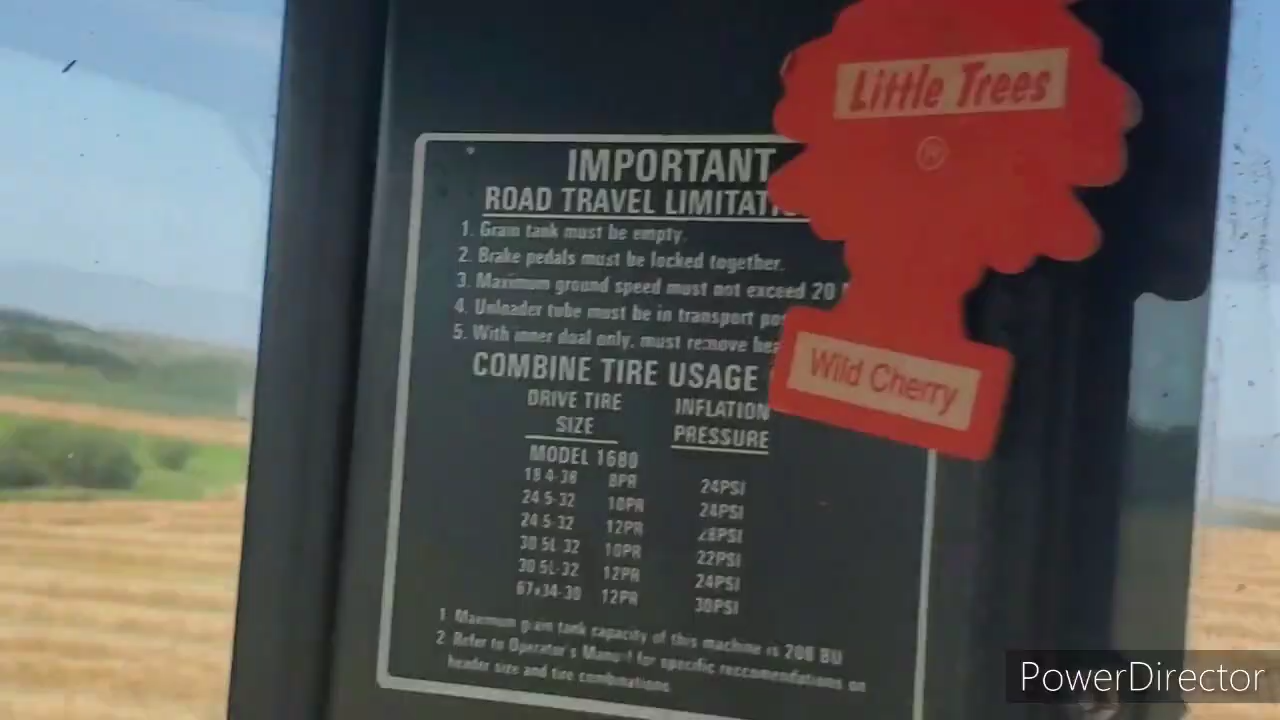 Little Trees
®
IMPORTANT
ROAD TRAVEL LIMITATI
1. Grain tank must be empty.
2. Brake pedals must be locked together.
3. Maximum ground speed must not exceed 20
4. Unloader tube must be in transport pos
5. With inner dual only, must remove hea
Wild Cherry
COMBINE TIRE USAGE
DRIVE TIRE INFLATION
SIZE PRESSURE
MODEL 1680
18.4-38 8PR 24PSI
24.5-32 10PR 24PSI
24.5-32 12PR 28PSI
30.5L-32 10PR 22PSI
30.5L-32 12PR 24PSI
67x34-30 12PR 30PSI
1 Maximum grain tank capacity of this machine is 208 BU
2 Refer to Operator's Manual for specific reccomendations on
header size and tire combinations.
PowerDirector